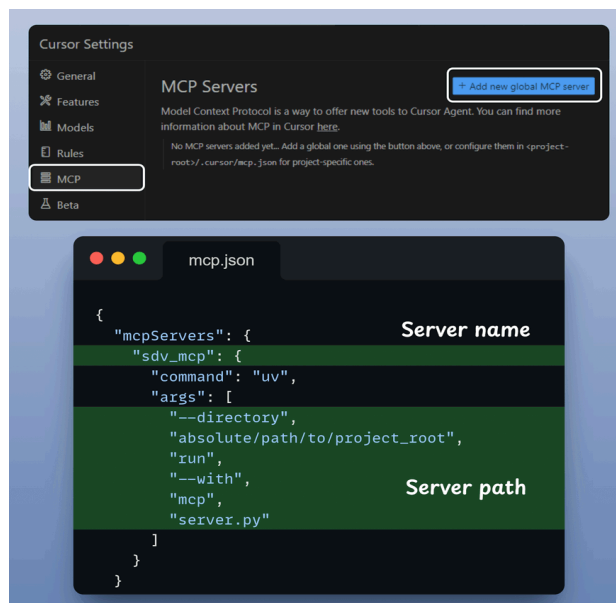 Cursor Settings
General
Features
Models
Rules
MCP
Beta
MCP Servers
+ Add new global MCP server
Model Context Protocol is a way to offer new tools to Cursor Agent. You can find more
information about MCP in Cursor here.
No MCP servers added yet... Add a global one using the button above, or configure them in <project-
root>/.cursor/mcp.json for project-specific ones.
mcp.json
{
"mcpServers": {
Server name
"sdv_mcp": {
"command": "uv",
"args": [
"--directory",
"absolute/path/to/project_root",
"run",
"--with",
Server path
"mcp",
"server.py"
]
}
}